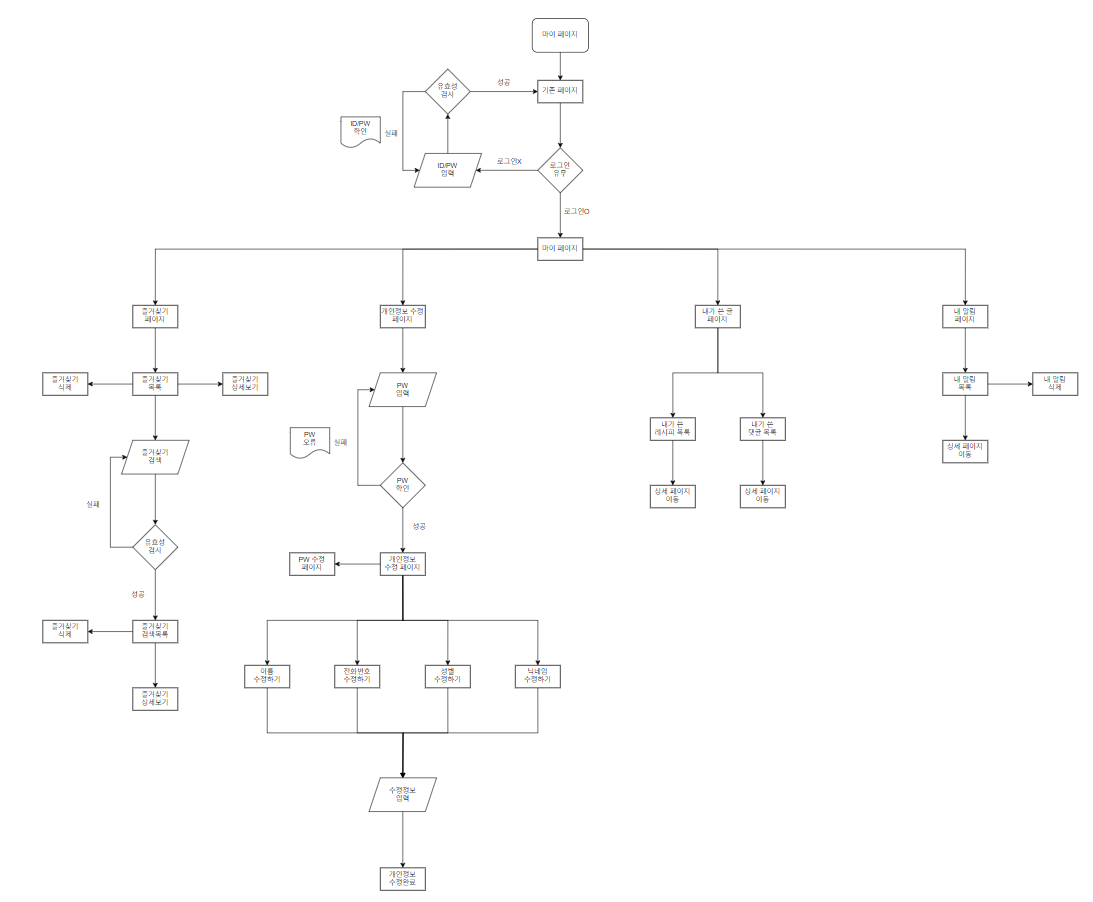 마이 페이지
유효성
검사
성공
기존 페이지
ID/PW
확인
실패
ID/PW
입력
로그인X
로그인
유무
로그인O
마이 페이지
즐겨찾기
페이지
개인정보 수정
페이지
내가 쓴 글
페이지
내 알림
페이지
즐겨찾기
삭제
즐겨찾기
목록
즐겨찾기
상세보기
PW
입력
내 알림
목록
내 알림
삭제
PW
오류
실패
내가 쓴
레시피 목록
내가 쓴
댓글 목록
즐겨찾기
검색
상세 페이지
이동
PW
확인
상세 페이지
이동
상세 페이지
이동
실패
성공
유효성
검사
PW 수정
페이지
개인정보
수정 페이지
성공
즐겨찾기
삭제
즐겨찾기
검색목록
이름
수정하기
전화번호
수정하기
성별
수정하기
닉네임
수정하기
즐겨찾기
상세보기
수정정보
입력
개인정보
수정완료